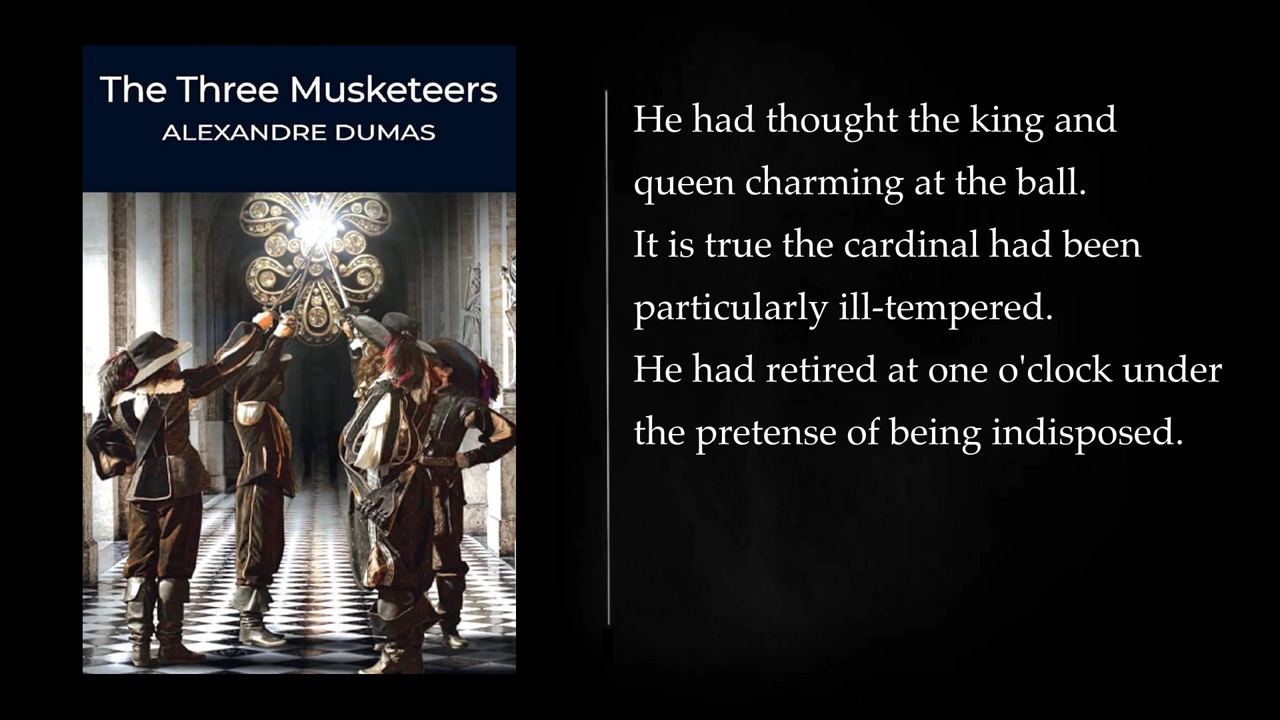 The Three Musketeers
ALEXANDRE DUMAS
He had thought the king and
queen charming at the ball.
It is true the cardinal had been
particularly ill-tempered.
He had retired at one o'clock under
the pretense of being indisposed.